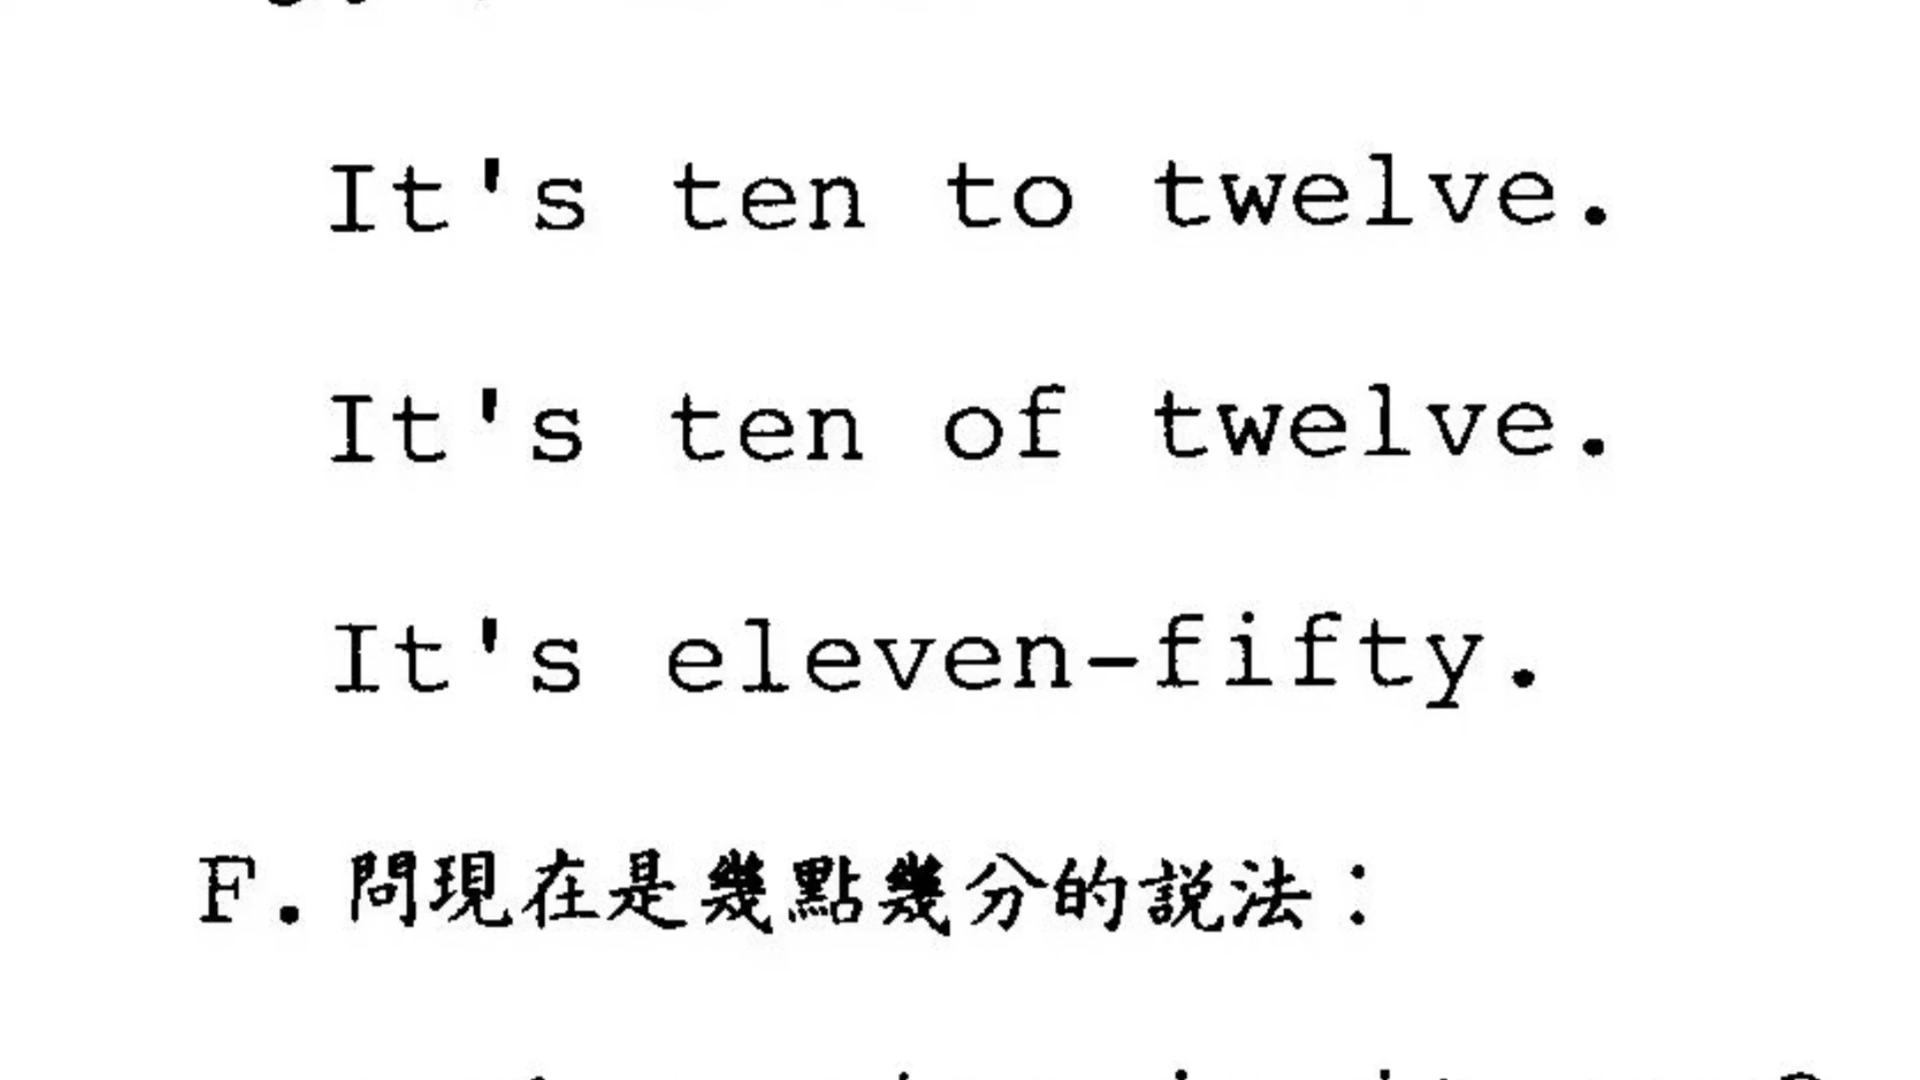 It's ten to twelve.
It's ten of twelve.
It's eleven-fifty.
F. 問現在是幾點幾分的說法：